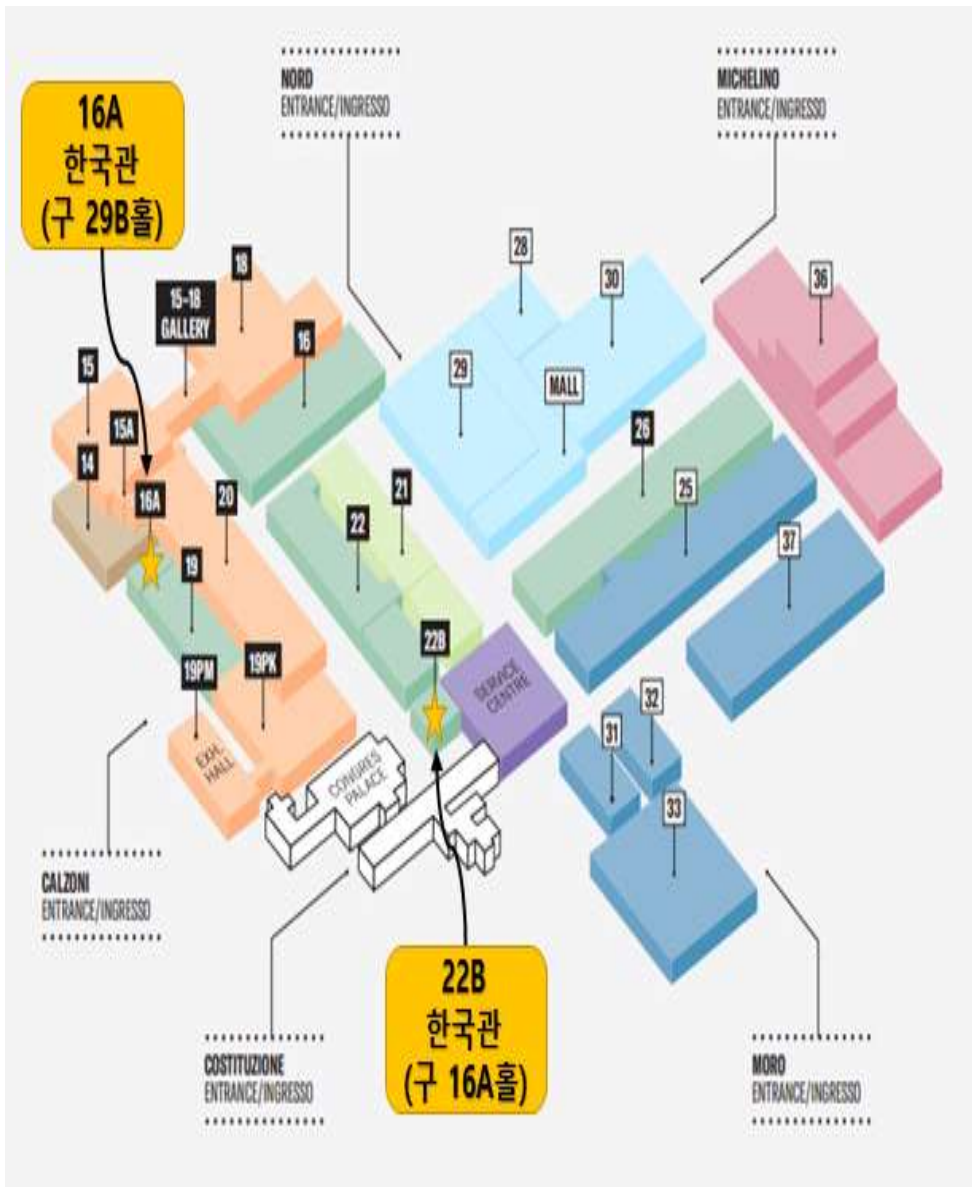 NORD
ENTRANCE/INGRESSO
MICHELINO
ENTRANCE/INGRESSO
16A
한국관
(구 29B홀)
18
28
30
36
15-18
GALLERY
16
15
29
MALL
15A
26
14
16A
20
21
25
22
19
37
22B
19PM
19PK
SERVICE
CENTRE
32
31
EXH.
HALL
CONGRES
PALACE
33
CALZONI
ENTRANCE/INGRESSO
22B
한국관
(구 16A홀)
COSTITUZIONE
ENTRANCE/INGRESSO
MORO
ENTRANCE/INGRESSO